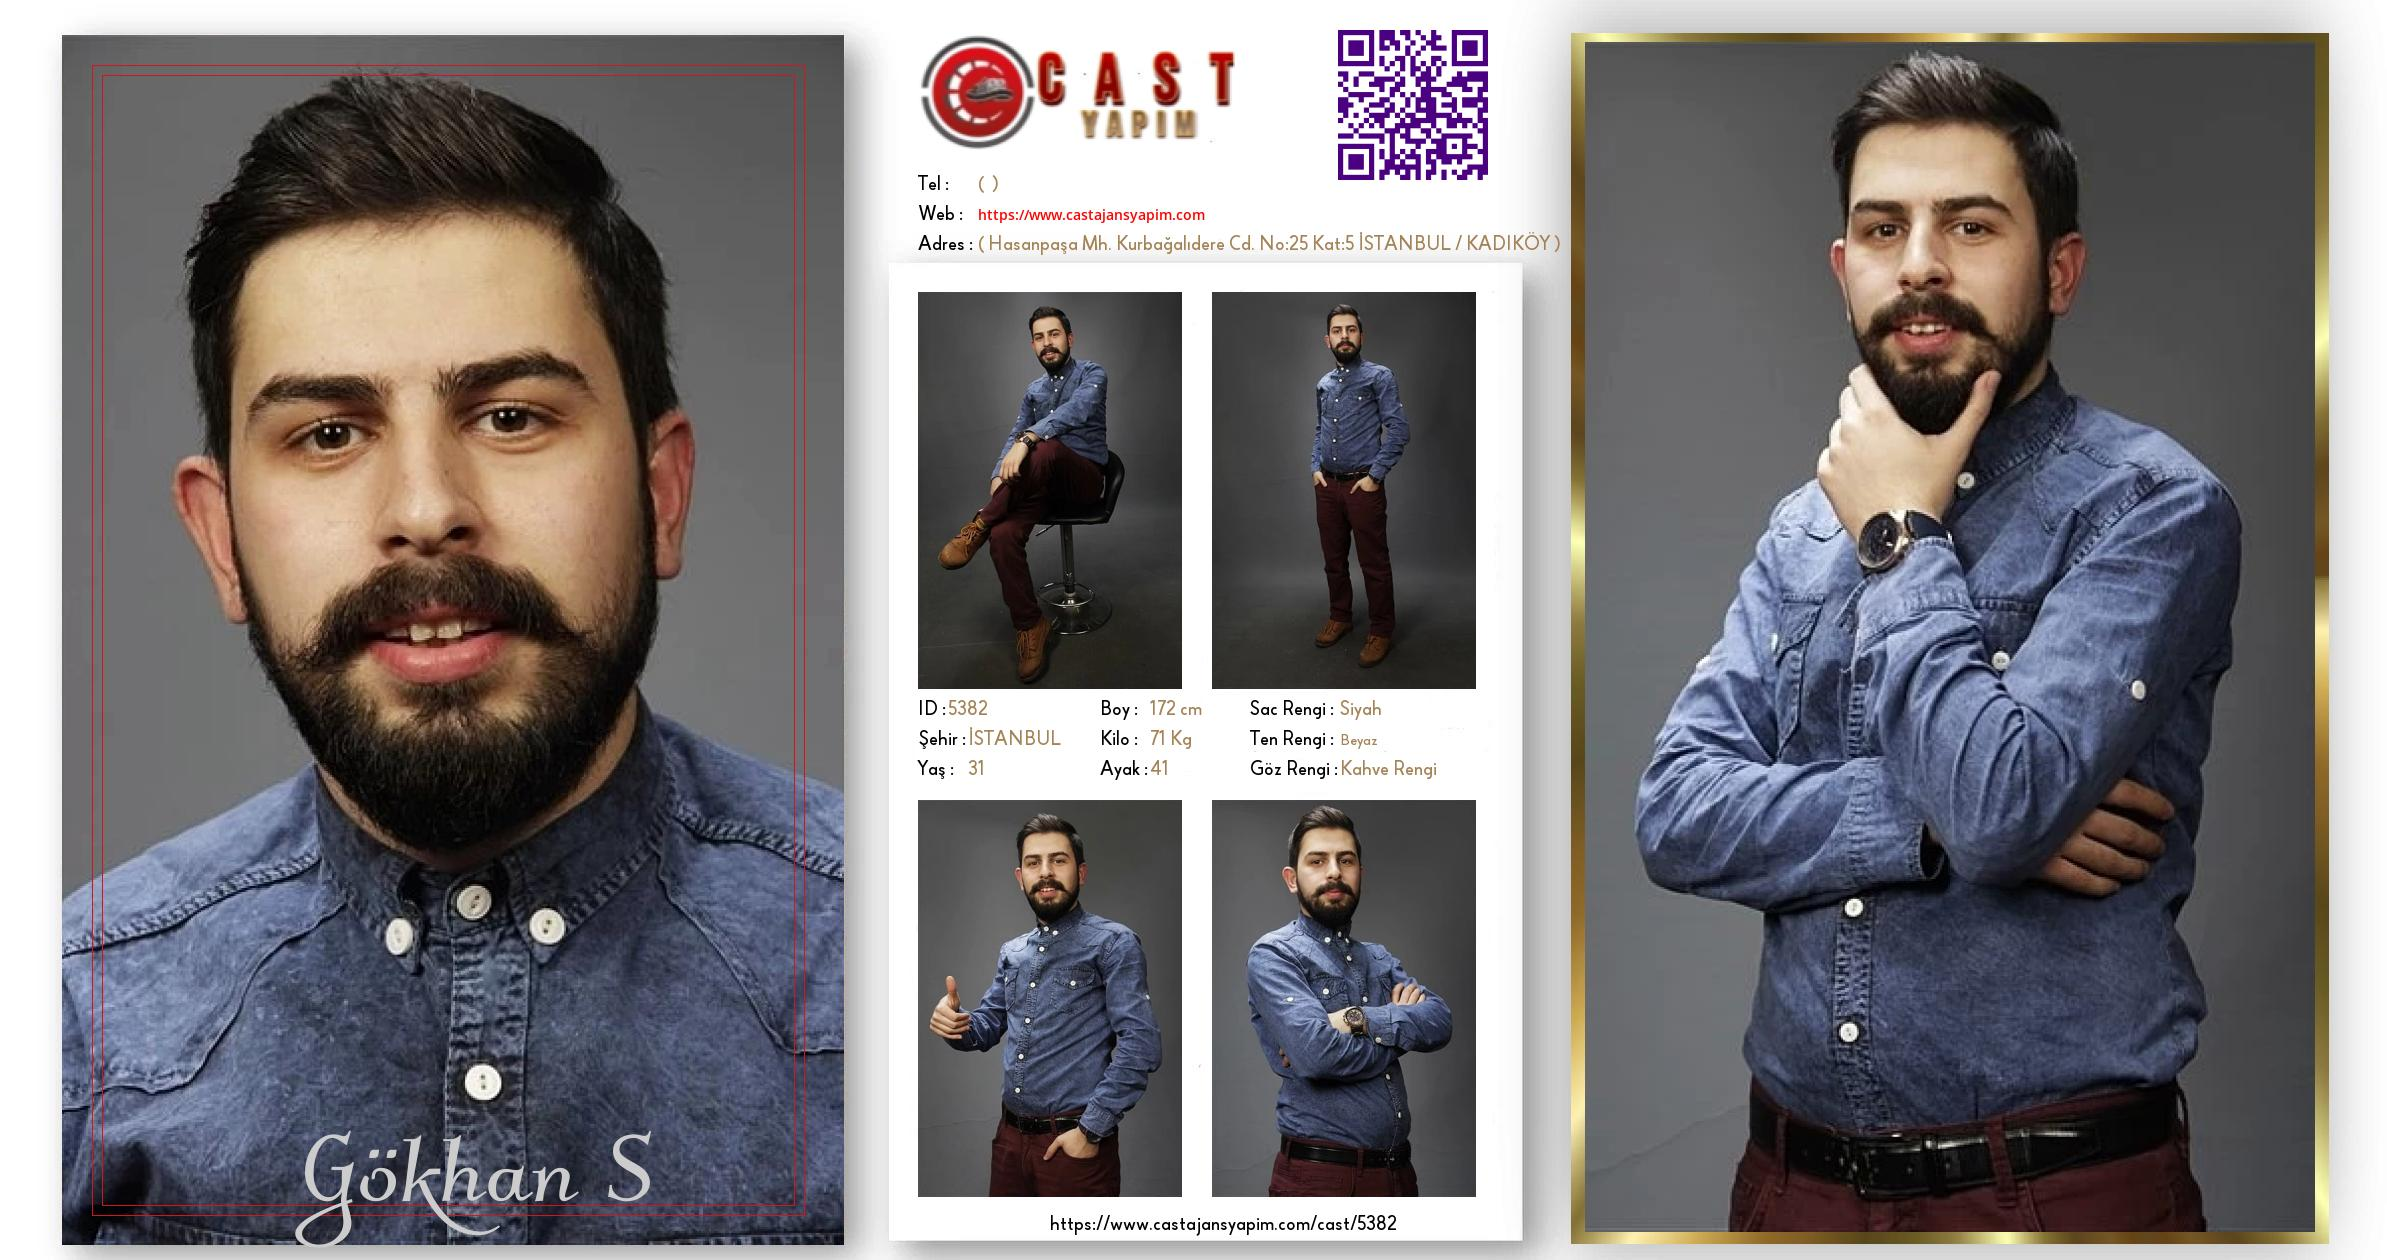 Gökhan S
CAST
YAPIM
Tel : ( )
Web : https://www.castajansyapim.com
Adres : ( Hasanpaşa Mh. Kurbağalıdere Cd. No:25 Kat:5 İSTANBUL / KADIKÖY )
ID : 5382 Boy : 172 cm Sac Rengi : Siyah
Şehir : İSTANBUL Kilo : 71 Kg Ten Rengi : Beyaz
Yaş : 31 Ayak : 41 Göz Rengi : Kahve Rengi
https://www.castajansyapim.com/cast/5382